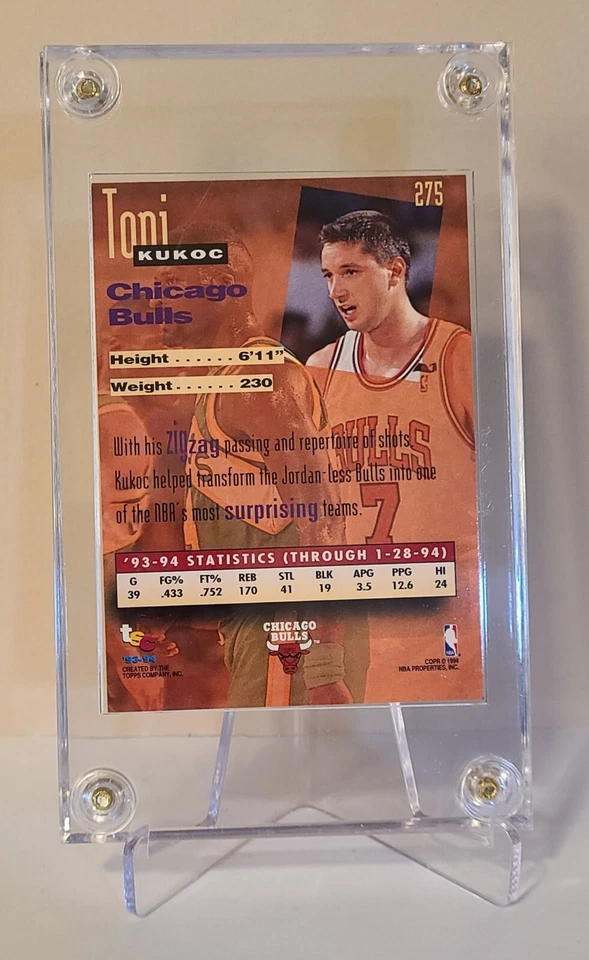 Toni
KUKOC
275
Chicago
Bulls
Height ...... 6'11"
Weight ...... 230
With his zigzag passing and repertoire of shots,
Kukoc helped transform the Jordan-less Bulls into one
of the NBA's most surprising teams.
BULLS
7
'93-94 STATISTICS (THROUGH 1-28-94)
G FG% FT% REB STL BLK APG PPG HI
39 .433 .752 170 41 19 3.5 12.6 24
tsc
'93-94
CREATED BY THE
TOPPS COMPANY, INC.
CHICAGO
BULLS™
NBA
COPR © 1994
NBA PROPERTIES, INC.